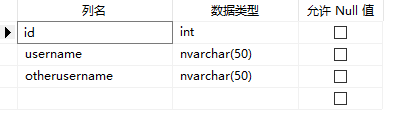 列名 数据类型 允许 Null 值
id int
username nvarchar(50)
otherusername nvarchar(50)